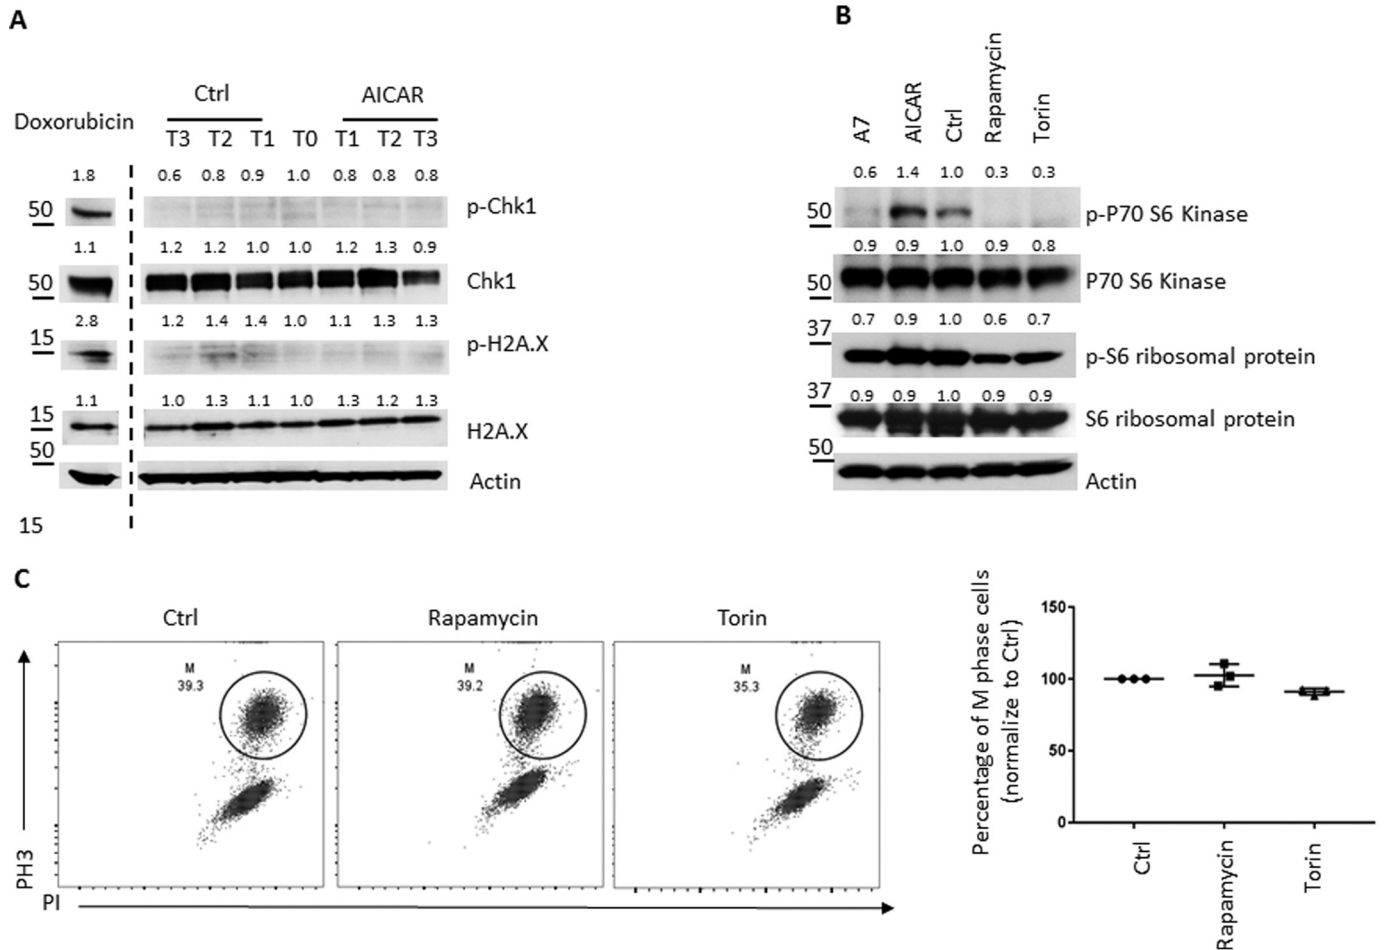 A
Ctrl AICAR
Doxorubicin T3 T2 T1 T0 T1 T2 T3
1.8 0.6 0.8 0.9 1.0 0.8 0.8 0.8
50 p-Chk1
1.1 1.2 1.2 1.0 1.0 1.2 1.3 0.9
50 Chk1
2.8 1.2 1.4 1.4 1.0 1.1 1.3 1.3
15 p-H2A.X
1.1 1.0 1.3 1.1 1.0 1.3 1.2 1.3
15 H2A.X
50 Actin
15
B
A7 AICAR Ctrl Rapamycin Torin
0.6 1.4 1.0 0.3 0.3
50 p-P70 S6 Kinase
0.9 0.9 1.0 0.9 0.8
50 P70 S6 Kinase
0.7 0.9 1.0 0.6 0.7
37 p-S6 ribosomal protein
0.9 0.9 1.0 0.9 0.9
37 S6 ribosomal protein
50 Actin
C
Ctrl Rapamycin Torin
M M M
39.3 39.2 35.3
PH3
PI
Percentage of M phase cells
(normalize to Ctrl)
150
100
50
0
Ctrl Rapamycin Torin